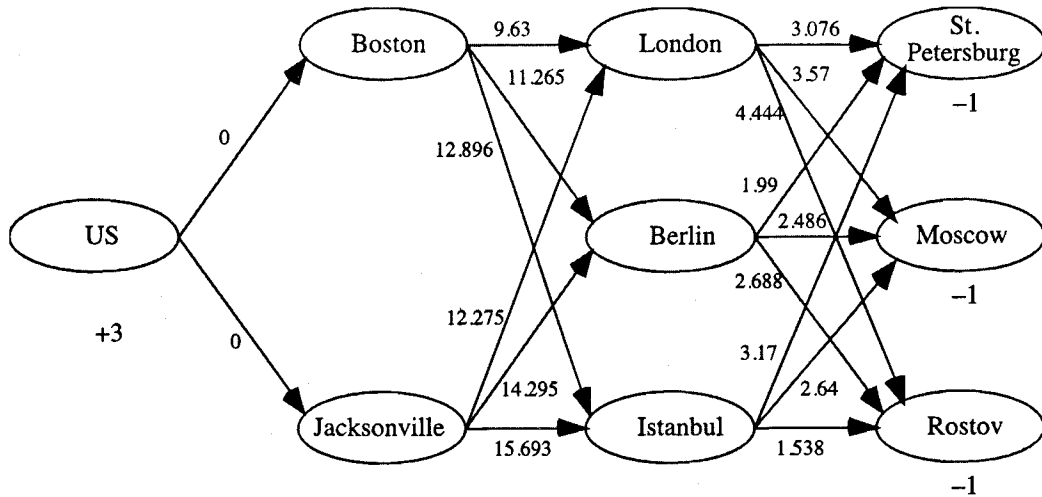 Boston
9.63
London
3.076
St.
Petersburg
11.265
3.57
−1
4.444
0
12.896
1.99
US
Berlin
2.486
Moscow
2.688
−1
+3
0
12.275
3.17
14.295
2.64
Jacksonville
15.693
Istanbul
1.538
Rostov
−1